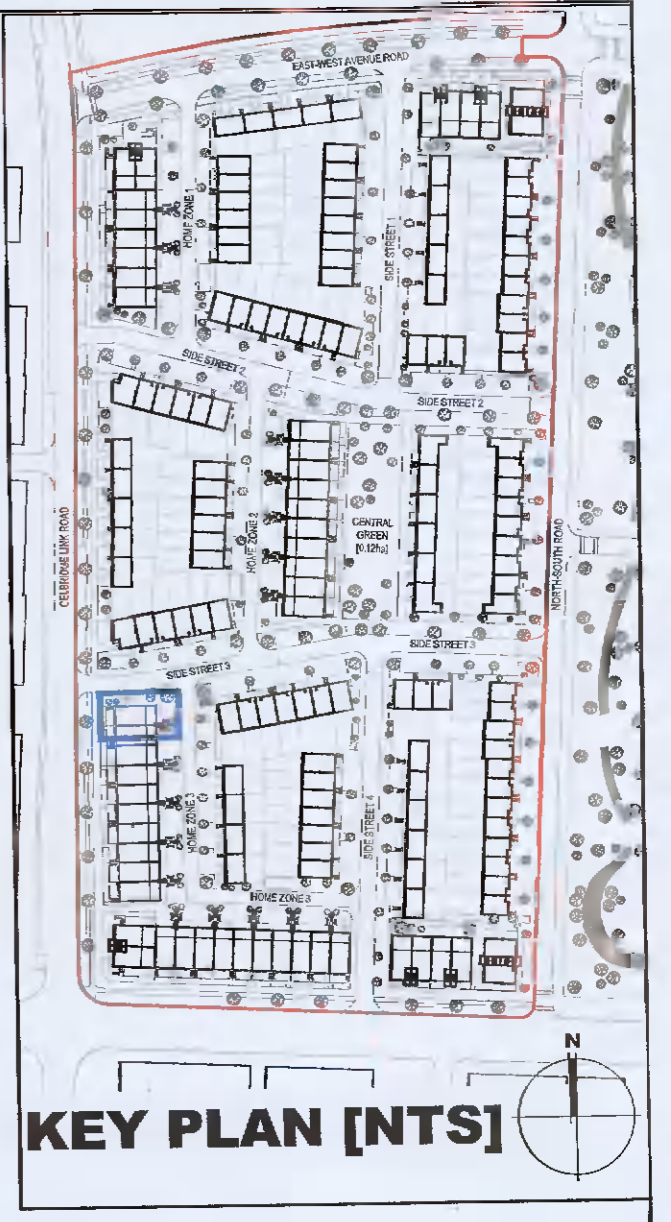 EAST-WEST AVENUE ROAD
HOME ZONE 1
SIDE STREET 1
SIDE STREET 2
SIDE STREET 2
CELBRIDGE LINK ROAD
HOME ZONE 2
CENTRAL
GREEN
[0.12ha]
NORTH-SOUTH ROAD
SIDE STREET 3
SIDE STREET 3
HOME ZONE 3
SIDE STREET 4
HOME ZONE 3
N
KEY PLAN [NTS]